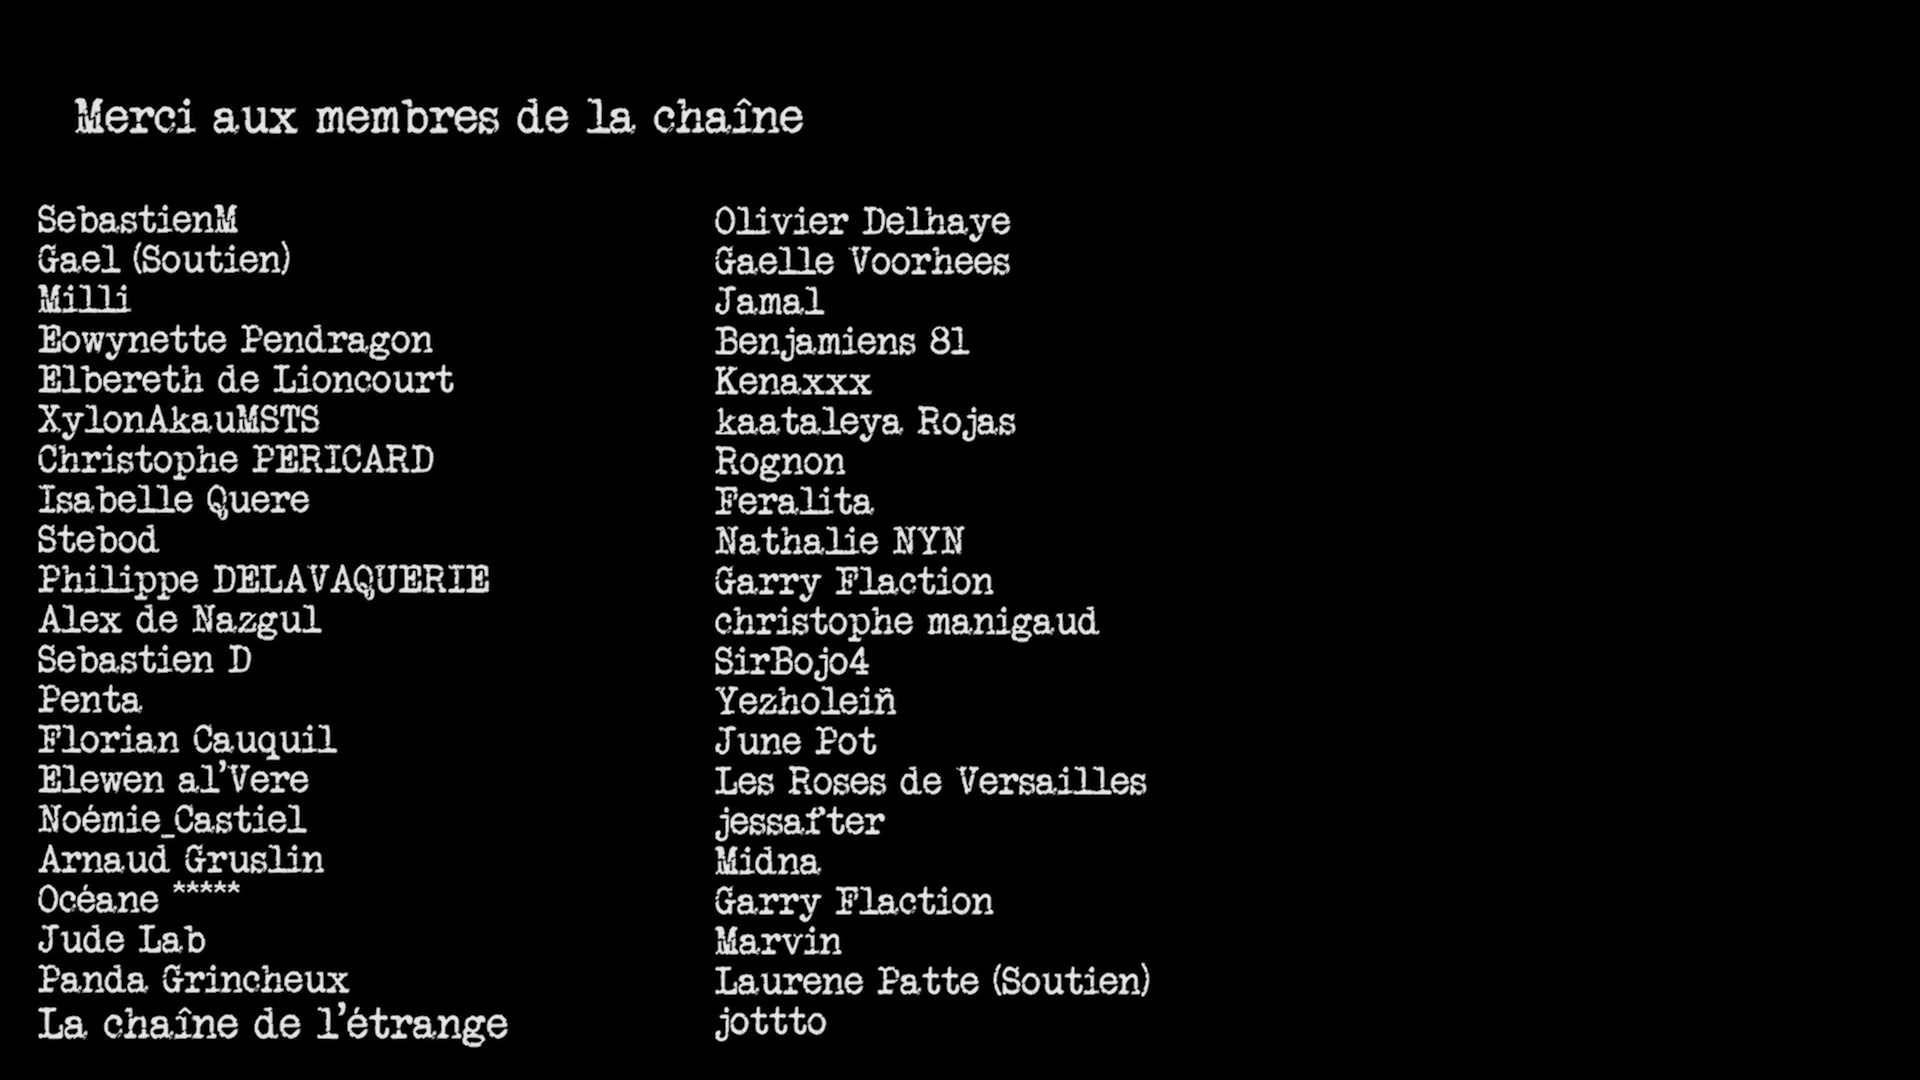 Merci aux membres de la chaîne
SebastienM
Gael (Soutien)
Milli
Eowynette Pendragon
Elbereth de Lioncourt
XylonAkauMSTS
Christophe PERICARD
Isabelle Quere
Stebod
Philippe DELAVAQUERIE
Alex de Nazgul
Sebastien D
Penta
Florian Cauquil
Elewen al'Vere
Noémie_Castiel
Arnaud Gruslin
Océane *****
Jude Lab
Panda Grincheux
La chaîne de l'étrange
Olivier Delhaye
Gaelle Voorhees
Jamal
Benjamiens 81
Kenaxxx
kaataleya Rojas
Rognon
Feralita
Nathalie NYN
Garry Flaction
christophe manigaud
SirBojo4
Yezholeiñ
June Pot
Les Roses de Versailles
jessafter
Midna
Garry Flaction
Marvin
Laurene Patte (Soutien)
jottto